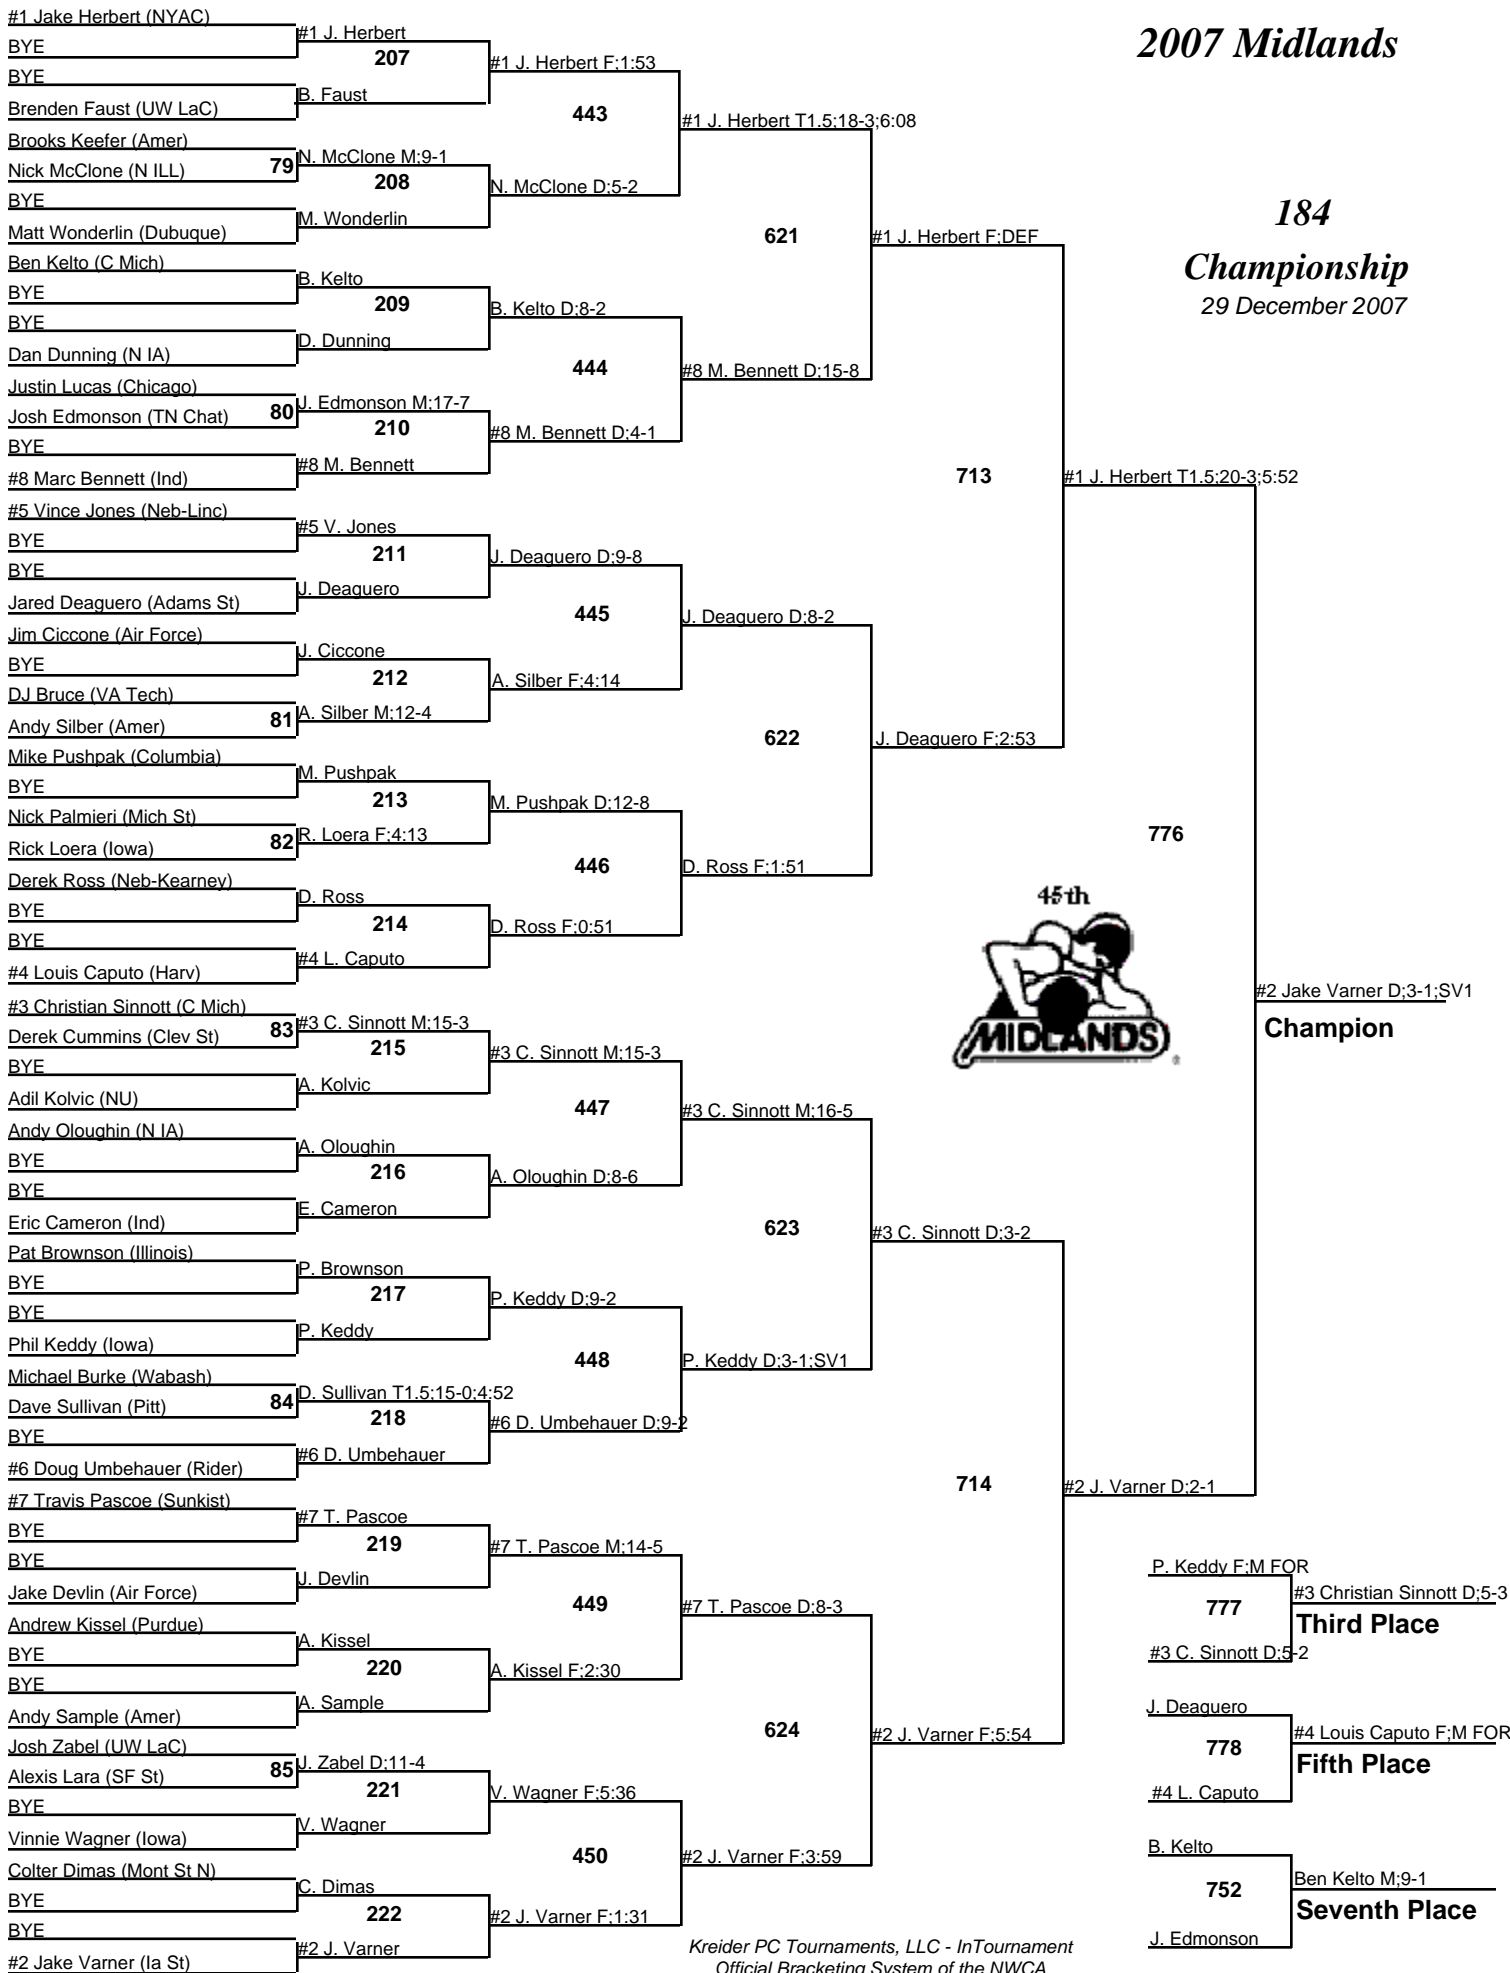 2007 Midlands
184
Championship
29 December 2007
#1 Jake Herbert (NYAC)
BYE
BYE
Brenden Faust (UW LaC)
Brooks Keefer (Amer)
Nick McClone (N ILL)
79
BYE
Matt Wonderlin (Dubuque)
Ben Kelto (C Mich)
BYE
BYE
Dan Dunning (N IA)
Justin Lucas (Chicago)
Josh Edmonson (TN Chat)
80
BYE
#8 Marc Bennett (Ind)
#5 Vince Jones (Neb-Linc)
BYE
BYE
Jared Deaguero (Adams St)
Jim Ciccone (Air Force)
BYE
DJ Bruce (VA Tech)
Andy Silber (Amer)
81
Mike Pushpak (Columbia)
BYE
Nick Palmieri (Mich St)
Rick Loera (Iowa)
82
Derek Ross (Neb-Kearney)
BYE
BYE
#4 Louis Caputo (Harv)
#3 Christian Sinnott (C Mich)
Derek Cummins (Clev St)
83
BYE
Adil Kolvic (NU)
Andy Oloughin (N IA)
BYE
BYE
Eric Cameron (Ind)
Pat Brownson (Illinois)
BYE
BYE
Phil Keddy (Iowa)
Michael Burke (Wabash)
Dave Sullivan (Pitt)
84
BYE
#6 Doug Umbehauer (Rider)
#7 Travis Pascoe (Sunkist)
BYE
BYE
Jake Devlin (Air Force)
Andrew Kissel (Purdue)
BYE
BYE
Andy Sample (Amer)
Josh Zabel (UW LaC)
Alexis Lara (SF St)
85
BYE
Vinnie Wagner (Iowa)
Colter Dimas (Mont St N)
BYE
BYE
#2 Jake Varner (Ia St)
#1 J. Herbert
207
B. Faust
N. McClone M;9-1
208
M. Wonderlin
B. Kelto
209
D. Dunning
J. Edmonson M;17-7
210
#8 M. Bennett
#5 V. Jones
211
J. Deaguero
J. Ciccone
212
A. Silber M;12-4
M. Pushpak
213
R. Loera F;4:13
D. Ross
214
#4 L. Caputo
#3 C. Sinnott M;15-3
215
A. Kolvic
A. Oloughin
216
E. Cameron
P. Brownson
217
P. Keddy
D. Sullivan T1.5;15-0;4:52
218
#6 D. Umbehauer
#7 T. Pascoe
219
J. Devlin
A. Kissel
220
A. Sample
J. Zabel D;11-4
221
V. Wagner
C. Dimas
222
#2 J. Varner
#1 J. Herbert F;1:53
443
N. McClone D;5-2
B. Kelto D;8-2
444
#8 M. Bennett D;4-1
J. Deaguero D;9-8
445
A. Silber F;4:14
M. Pushpak D;12-8
446
D. Ross F;0:51
#3 C. Sinnott M;15-3
447
A. Oloughin D;8-6
P. Keddy D;9-2
448
#6 D. Umbehauer D;9-2
#7 T. Pascoe M;14-5
449
A. Kissel F;2:30
V. Wagner F;5:36
450
#2 J. Varner F;1:31
#1 J. Herbert T1.5;18-3;6:08
621
#8 M. Bennett D;15-8
J. Deaguero D;8-2
622
D. Ross F;1:51
#3 C. Sinnott M;16-5
623
P. Keddy D;3-1;SV1
#7 T. Pascoe D;8-3
624
#2 J. Varner F;3:59
#1 J. Herbert F;DEF
713
J. Deaguero F;2:53
#3 C. Sinnott D;3-2
714
#2 J. Varner F;5:54
#1 J. Herbert T1.5;20-3;5:52
776
#2 J. Varner D;2-1
45th
MIDLANDS
#2 Jake Varner D;3-1;SV1
Champion
P. Keddy F;M FOR
777
#3 C. Sinnott D;5-2
#3 Christian Sinnott D;5-3
Third Place
J. Deaguero
778
#4 L. Caputo
#4 Louis Caputo F;M FOR
Fifth Place
B. Kelto
752
J. Edmonson
Ben Kelto M;9-1
Seventh Place
Kreider PC Tournaments, LLC - InTournament
Official Bracketing System of the NWCA